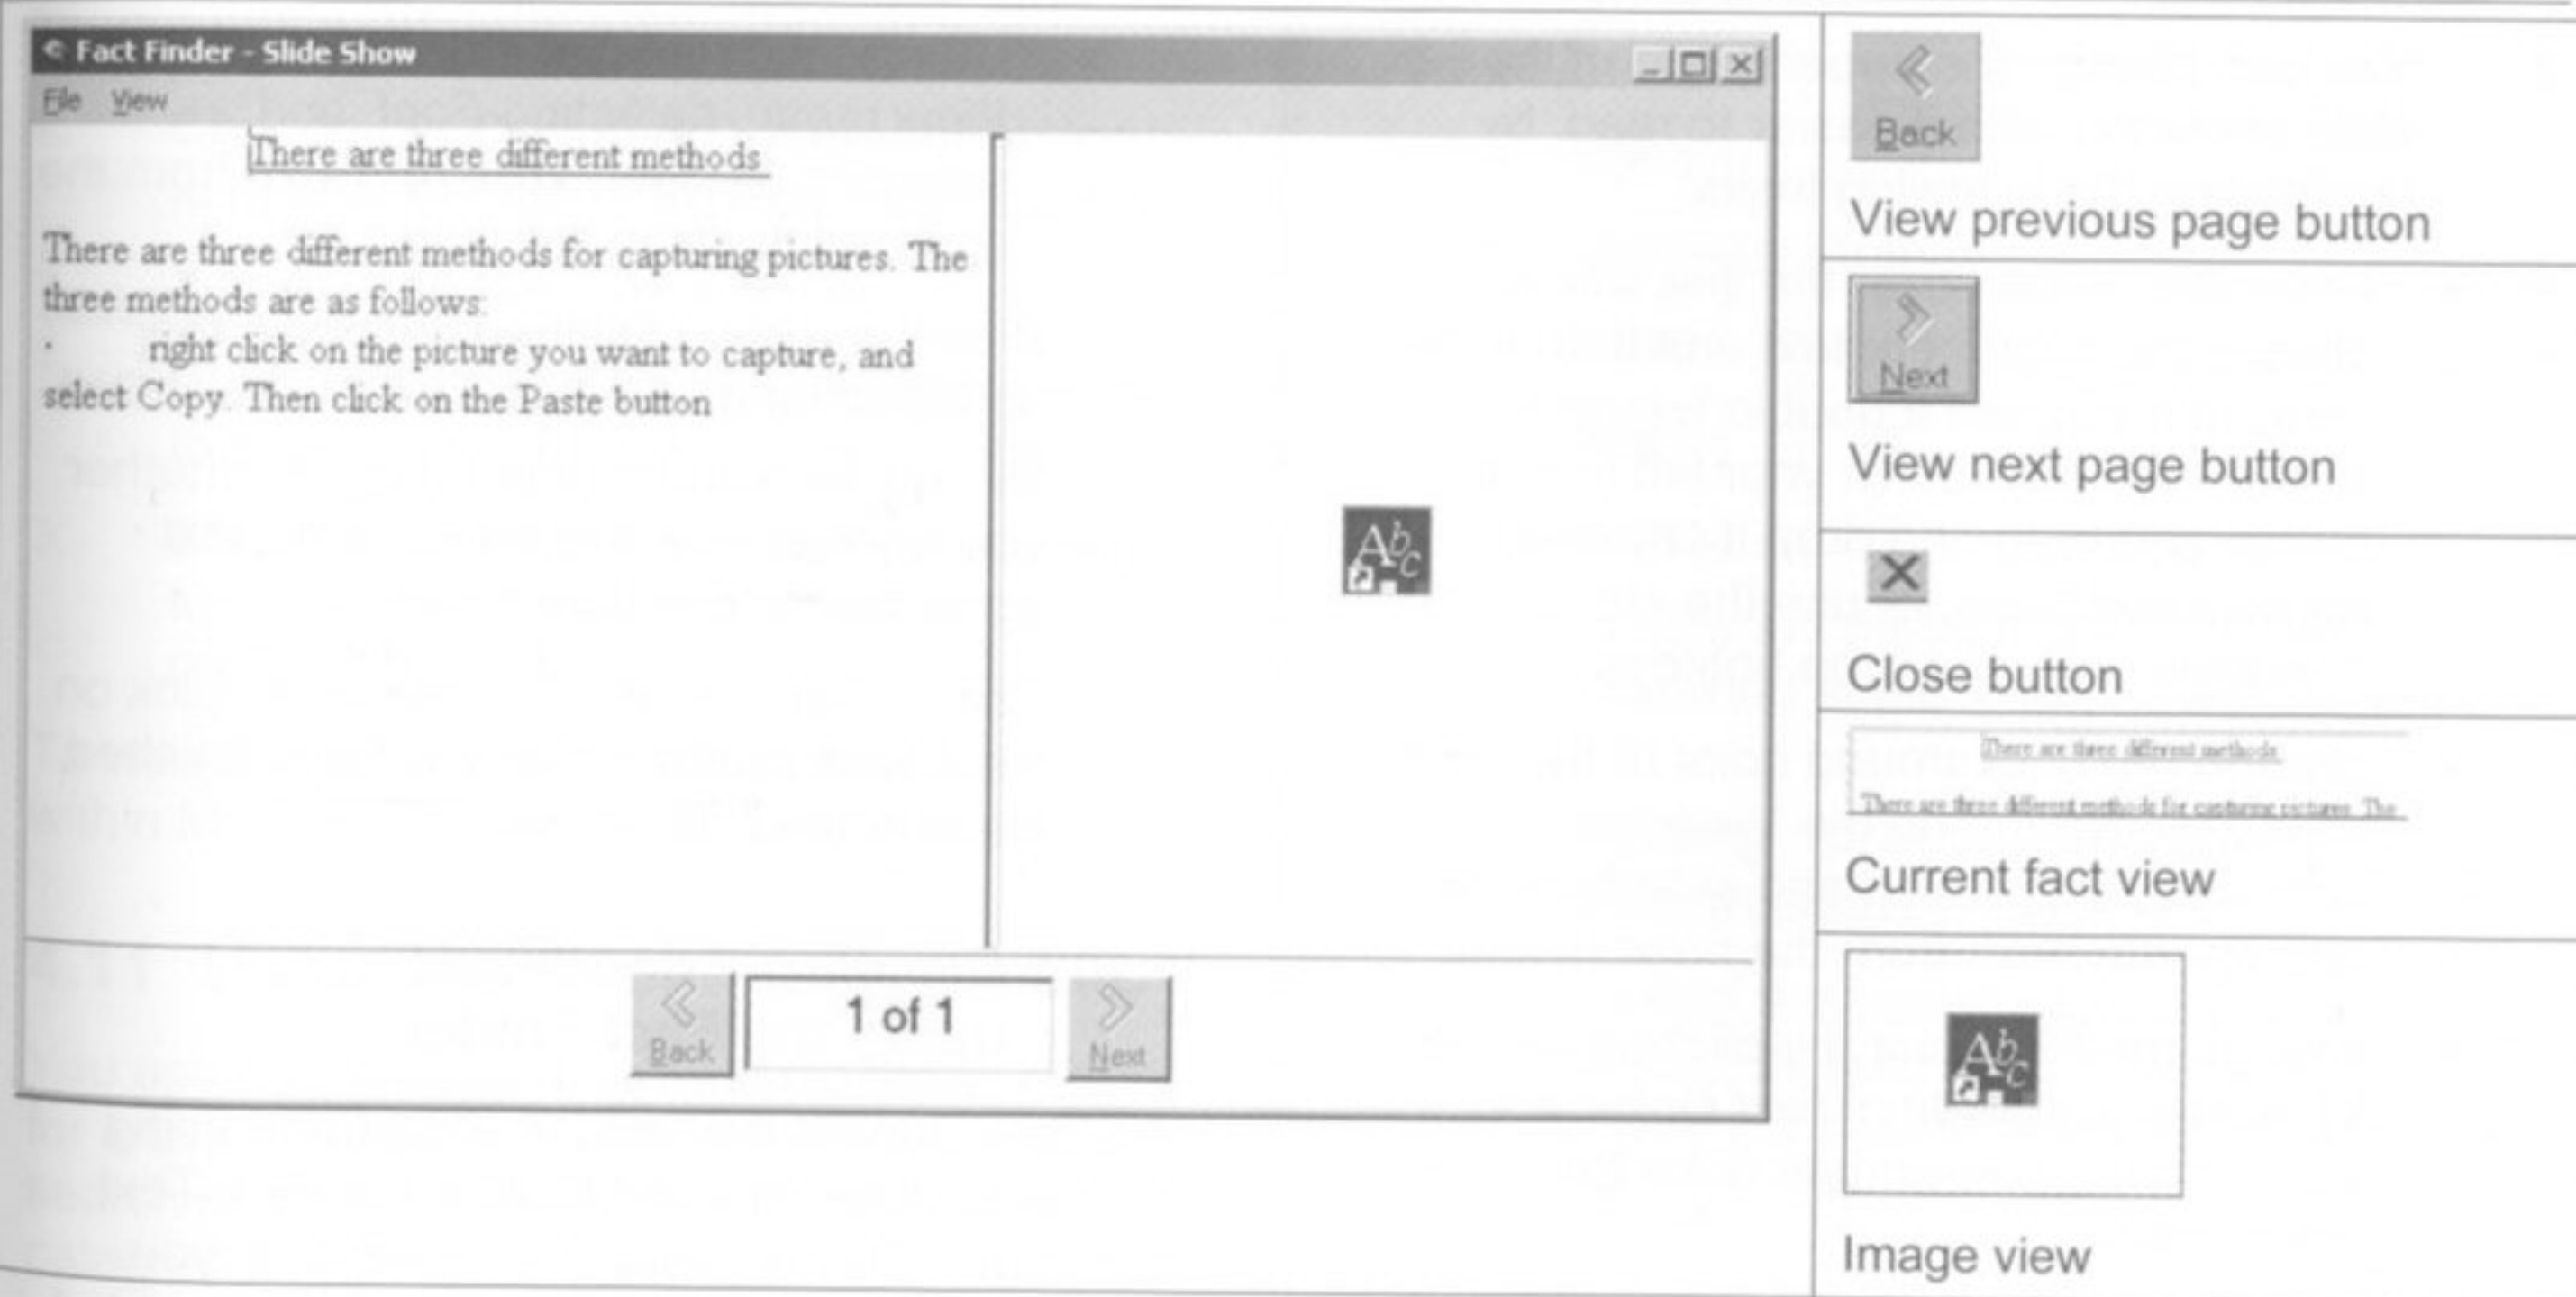 Fact Finder - Slide Show
File View
There are three different methods
There are three different methods for capturing pictures. The
three methods are as follows:
· right click on the picture you want to capture, and
select Copy. Then click on the Paste button
Abc
Back
1 of 1
Next
Back
View previous page button
Next
View next page button
Close button
There are three different methods
There are three different methods for capturing pictures. The
Current fact view
Abc
Image view